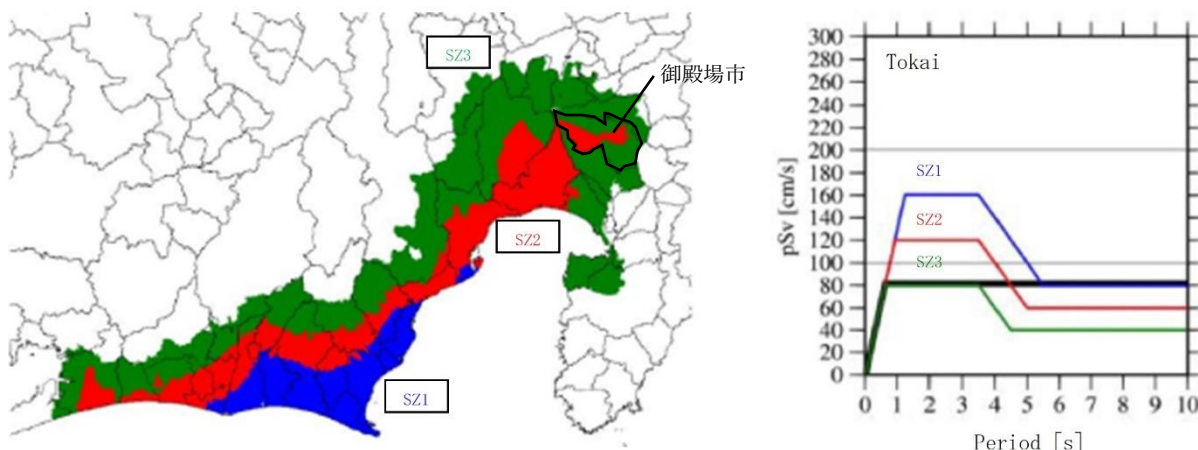 SZ3
御殿場市
SZ2
SZ1
Tokai
pSv [cm/s]
300
280
260
240
220
200
180
160
140
120
100
80
60
40
20
0
SZ1
SZ2
SZ3
0 1 2 3 4 5 6 7 8 9 10
Period [s]